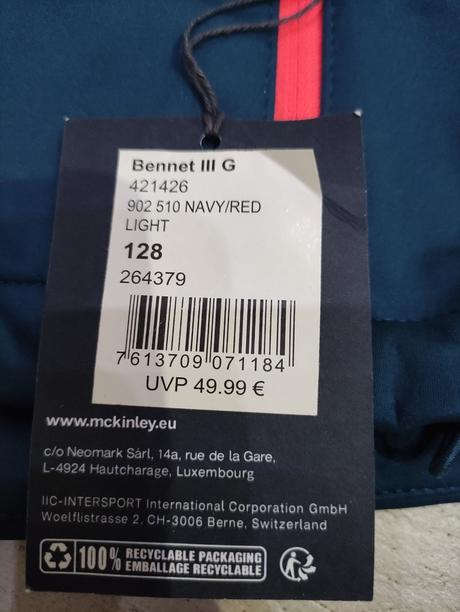 Bennet III G
421426
902 510 NAVY/RED
LIGHT
128
264379
7 613709 071184
UVP 49.99 €
www.mckinley.eu
c/o Neomark Sàrl, 14a, rue de la Gare,
L-4924 Hautcharage, Luxembourg
IIC-INTERSPORT International Corporation GmbH
Woelflistrasse 2, CH-3006 Berne, Switzerland
100% RECYCLABLE PACKAGING
EMBALLAGE RECYCLABLE